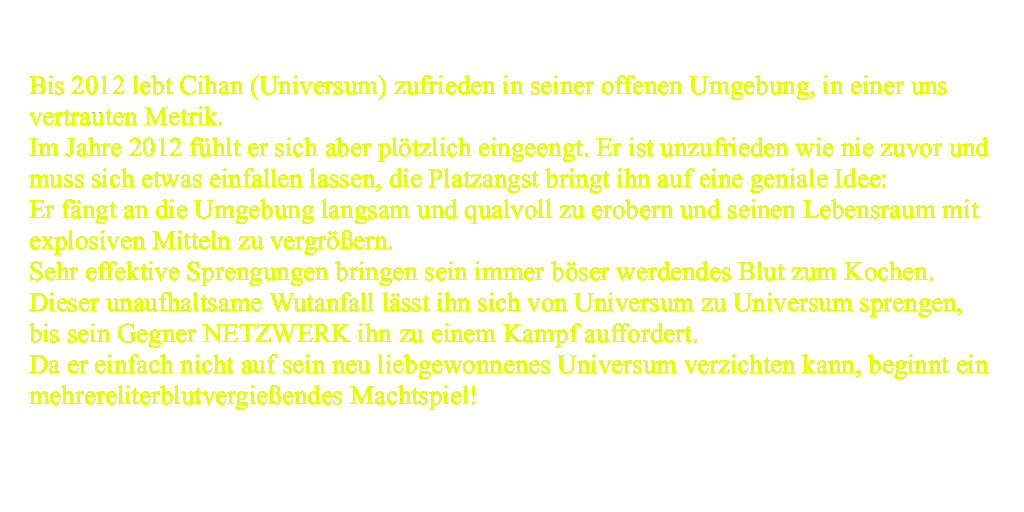 Bis 2012 lebt Cihan (Universum) zufrieden in seiner offenen Umgebung, in einer uns
vertrauten Metrik.
Im Jahre 2012 fühlt er sich aber plötzlich eingeengt. Er ist unzufrieden wie nie zuvor und
muss sich etwas einfallen lassen, die Platzangst bringt ihn auf eine geniale Idee:
Er fängt an die Umgebung langsam und qualvoll zu erobern und seinen Lebensraum mit
explosiven Mitteln zu vergrößern.
Sehr effektive Sprengungen bringen sein immer böser werdendes Blut zum Kochen.
Dieser unaufhaltsame Wutanfall lässt ihn sich von Universum zu Universum sprengen,
bis sein Gegner NETZWERK ihn zu einem Kampf auffordert.
Da er einfach nicht auf sein neu liebgewonnenes Universum verzichten kann, beginnt ein
mehrereliterblutvergießendes Machtspiel!